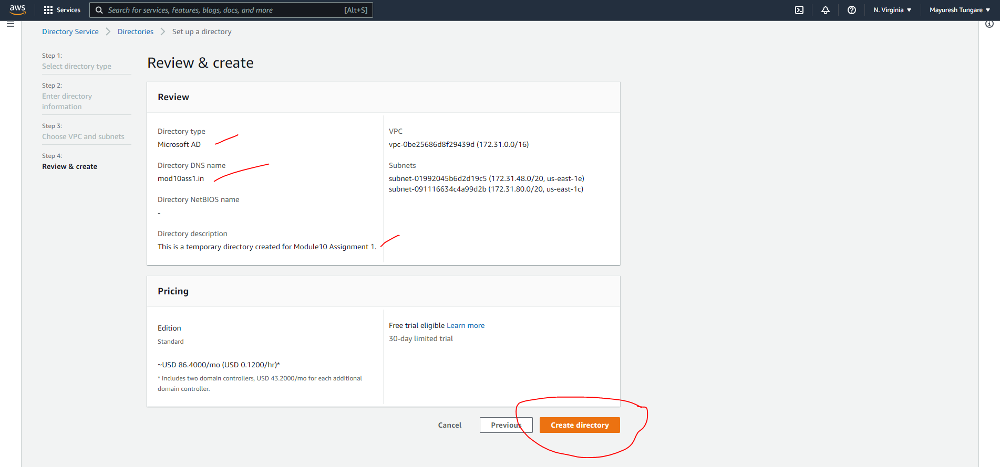 aws
Services
Search for services, features, blogs, docs, and more
[Alt+S]
N. Virginia
Mayuresh Tungare
Directory Service
Directories
Set up a directory
Step 1:
Select directory type
Step 2:
Enter directory
information
Step 3:
Choose VPC and subnets
Step 4:
Review & create
Review & create
Review
Directory type
Microsoft AD
Directory DNS name
mod10ass1.in
Directory NetBIOS name
-
Directory description
This is a temporary directory created for Module10 Assignment 1.
VPC
vpc-0be25686d8f29439d (172.31.0.0/16)
Subnets
subnet-01992045b6d2d19c5 (172.31.48.0/20, us-east-1e)
subnet-091116634c4a99d2b (172.31.80.0/20, us-east-1c)
Pricing
Edition
Standard
~USD 86.4000/mo (USD 0.1200/hr)*
* Includes two domain controllers, USD 43.2000/mo for each additional
domain controller.
Free trial eligible Learn more
30-day limited trial
Cancel
Previous
Create directory